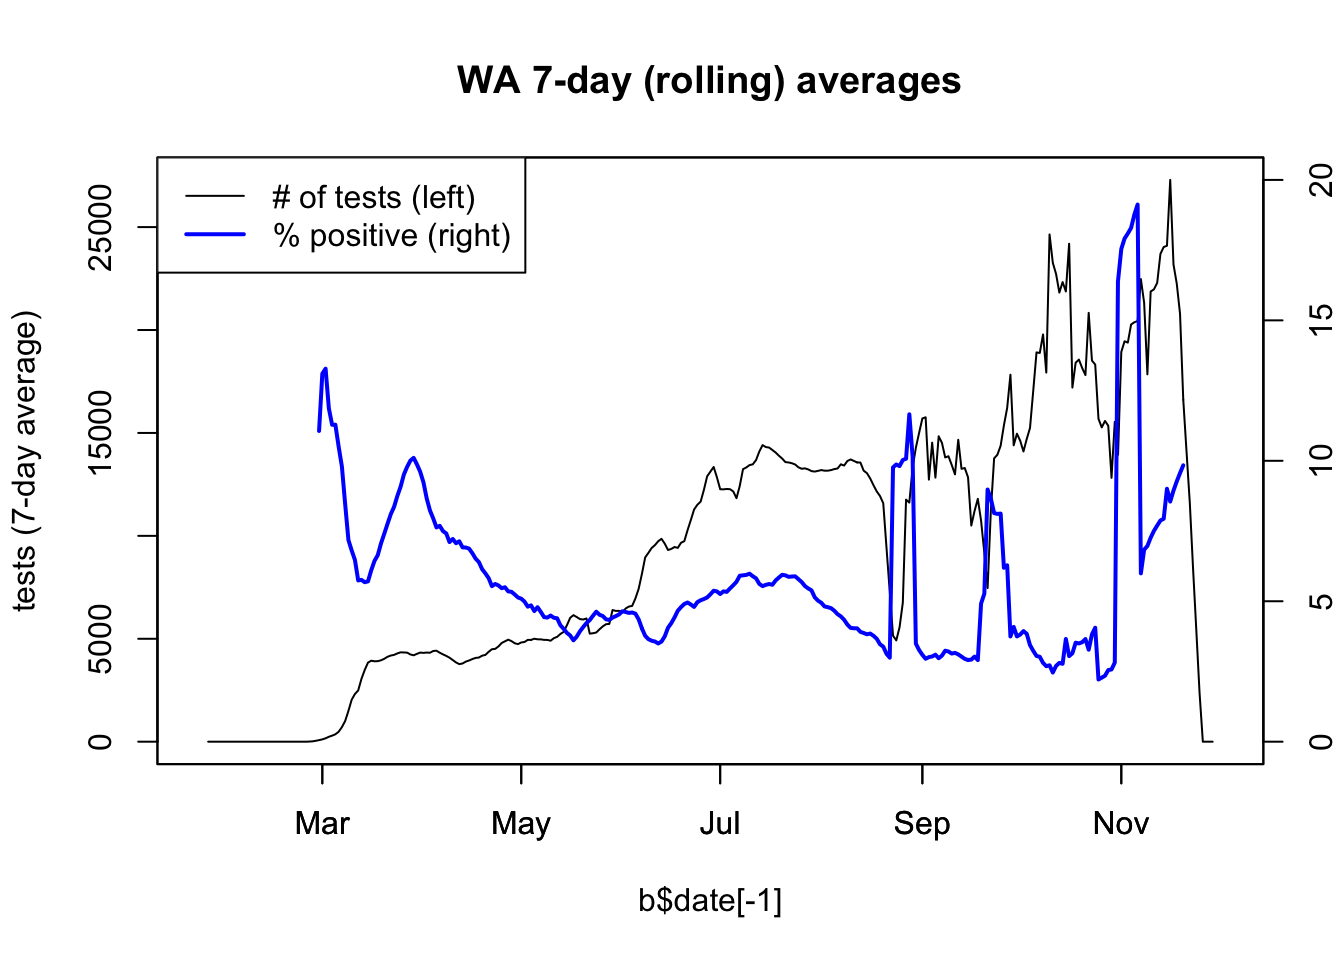 WA 7-day (rolling) averages
# of tests (left)
% positive (right)
tests (7-day average)
25000
15000
5000
0
20
15
10
5
0
Mar May Jul Sep Nov
b$date[-1]